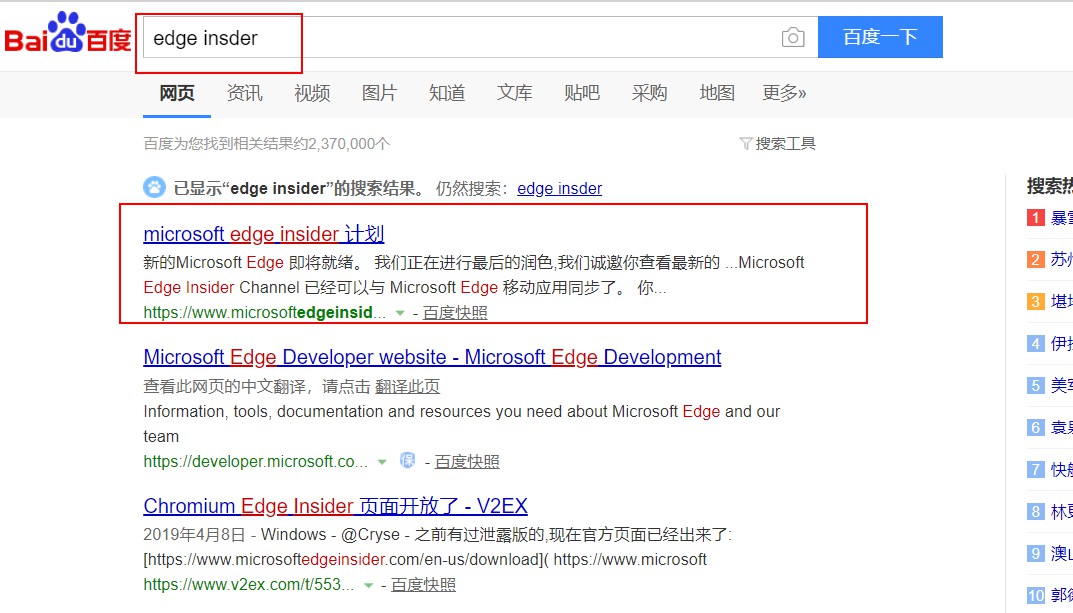 Bai du 百度
edge insder
百度一下
网页 资讯 视频 图片 知道 文库 贴吧 采购 地图 更多»
百度为您找到相关结果约2,370,000个
搜索工具
已显示“edge insider”的搜索结果。 仍然搜索: edge insder
microsoft edge insider 计划
新的Microsoft Edge 即将就绪。 我们正在进行最后的润色,我们诚邀你查看最新的 ...Microsoft
Edge Insider Channel 已经可以与 Microsoft Edge 移动应用同步了。 你...
https://www.microsoftedgeinsid... - 百度快照
Microsoft Edge Developer website - Microsoft Edge Development
查看此网页的中文翻译，请点击 翻译此页
Information, tools, documentation and resources you need about Microsoft Edge and our
team
https://developer.microsoft.co... 保 - 百度快照
Chromium Edge Insider 页面开放了 - V2EX
2019年4月8日 - Windows - @Cryse - 之前有过泄露版的,现在官方页面已经出来了:
[https://www.microsoftedgeinsider.com/en-us/download]( https://www.microsoft
https://www.v2ex.com/t/553... - 百度快照
搜索热
1 暴雪
2 苏州
3 堪
4 伊
5 美军
6 袁
7 快
8 林
9 澳
10 郭德